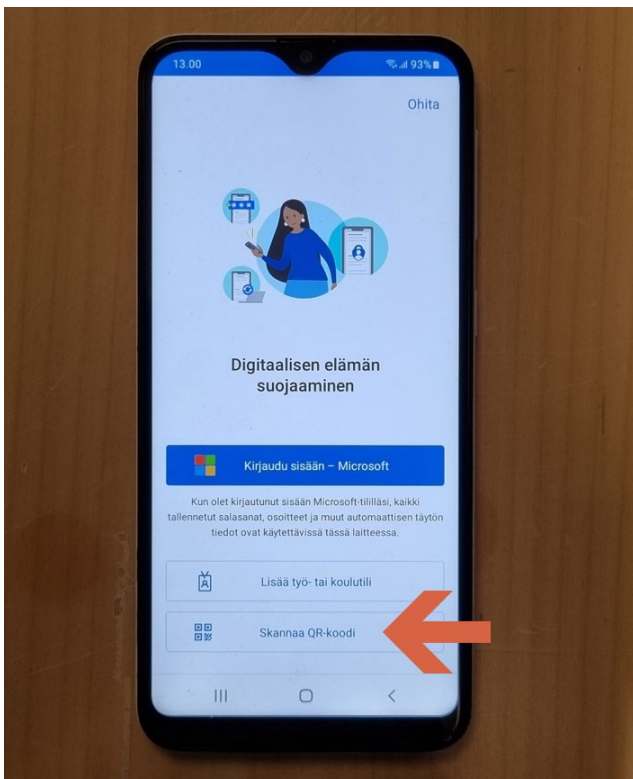 13.00 93%
Ohita
Digitaalisen elämän
suojaaminen
Kirjaudu sisään – Microsoft
Kun olet kirjautunut sisään Microsoft-tililläsi, kaikki
tallennetut salasanat, osoitteet ja muut automaattisen täytön
tiedot ovat käytettävissä tässä laitteessa.
Lisää työ- tai koulutili
Skannaa QR-koodi